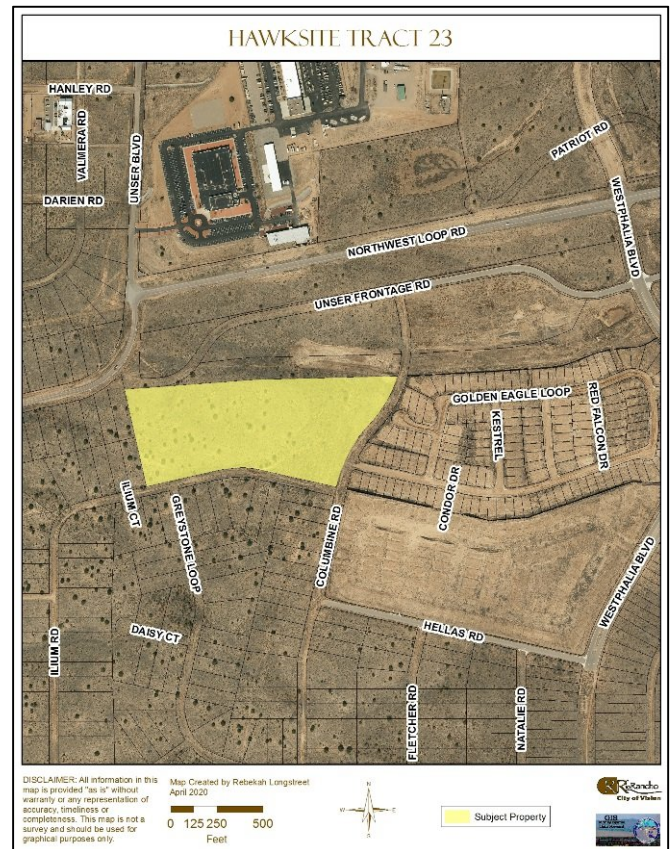 HAWKSITE TRACT 23
HANLEY RD
VALMERA RD
UNSER BLVD
DARIEN RD
PATRIOT RD
WESTPHALIA BLVD
NORTHWEST LOOP RD
UNSER FRONTAGE RD
GOLDEN EAGLE LOOP
KESTREL
RED FALCON DR
CONDOR DR
ILIUM CT
GREYSTONE LOOP
COLUMBINE RD
WESTPHALIA BLVD
DAISY CT
HELLAS RD
ILIUM RD
FLETCHER RD
NATALIE RD
DISCLAIMER: All information in this
map is provided "as is" without
warranty or any representation of
accuracy, timeliness or
completeness. This map is not a
survey and should be used for
graphical purposes only.
Map Created by Rebekah Longstreet
April 2020
0 125 250 500
Feet
N
W E
S
Subject Property
Rio Rancho
City of Vision